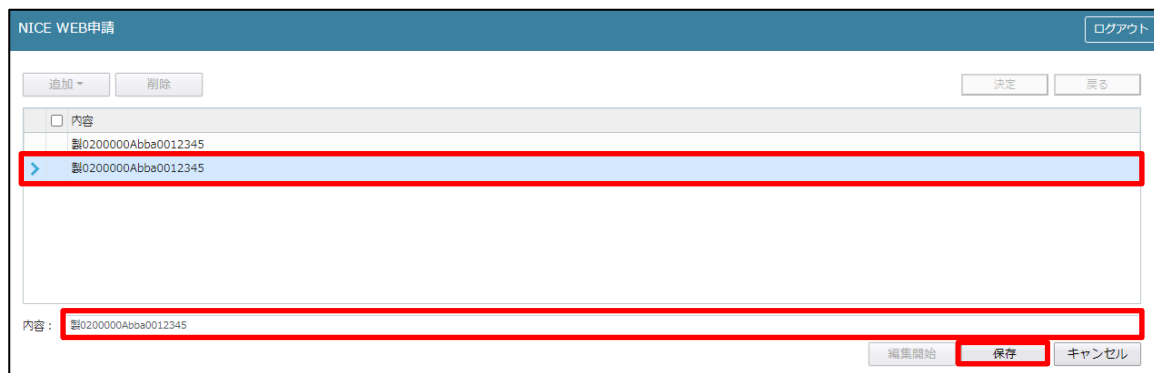 NICE WEB申請
ログアウト
追加 削除 決定 戻る
内容
製0200000Abba0012345
製0200000Abba0012345
内容： 製0200000Abba0012345
編集開始 保存 キャンセル